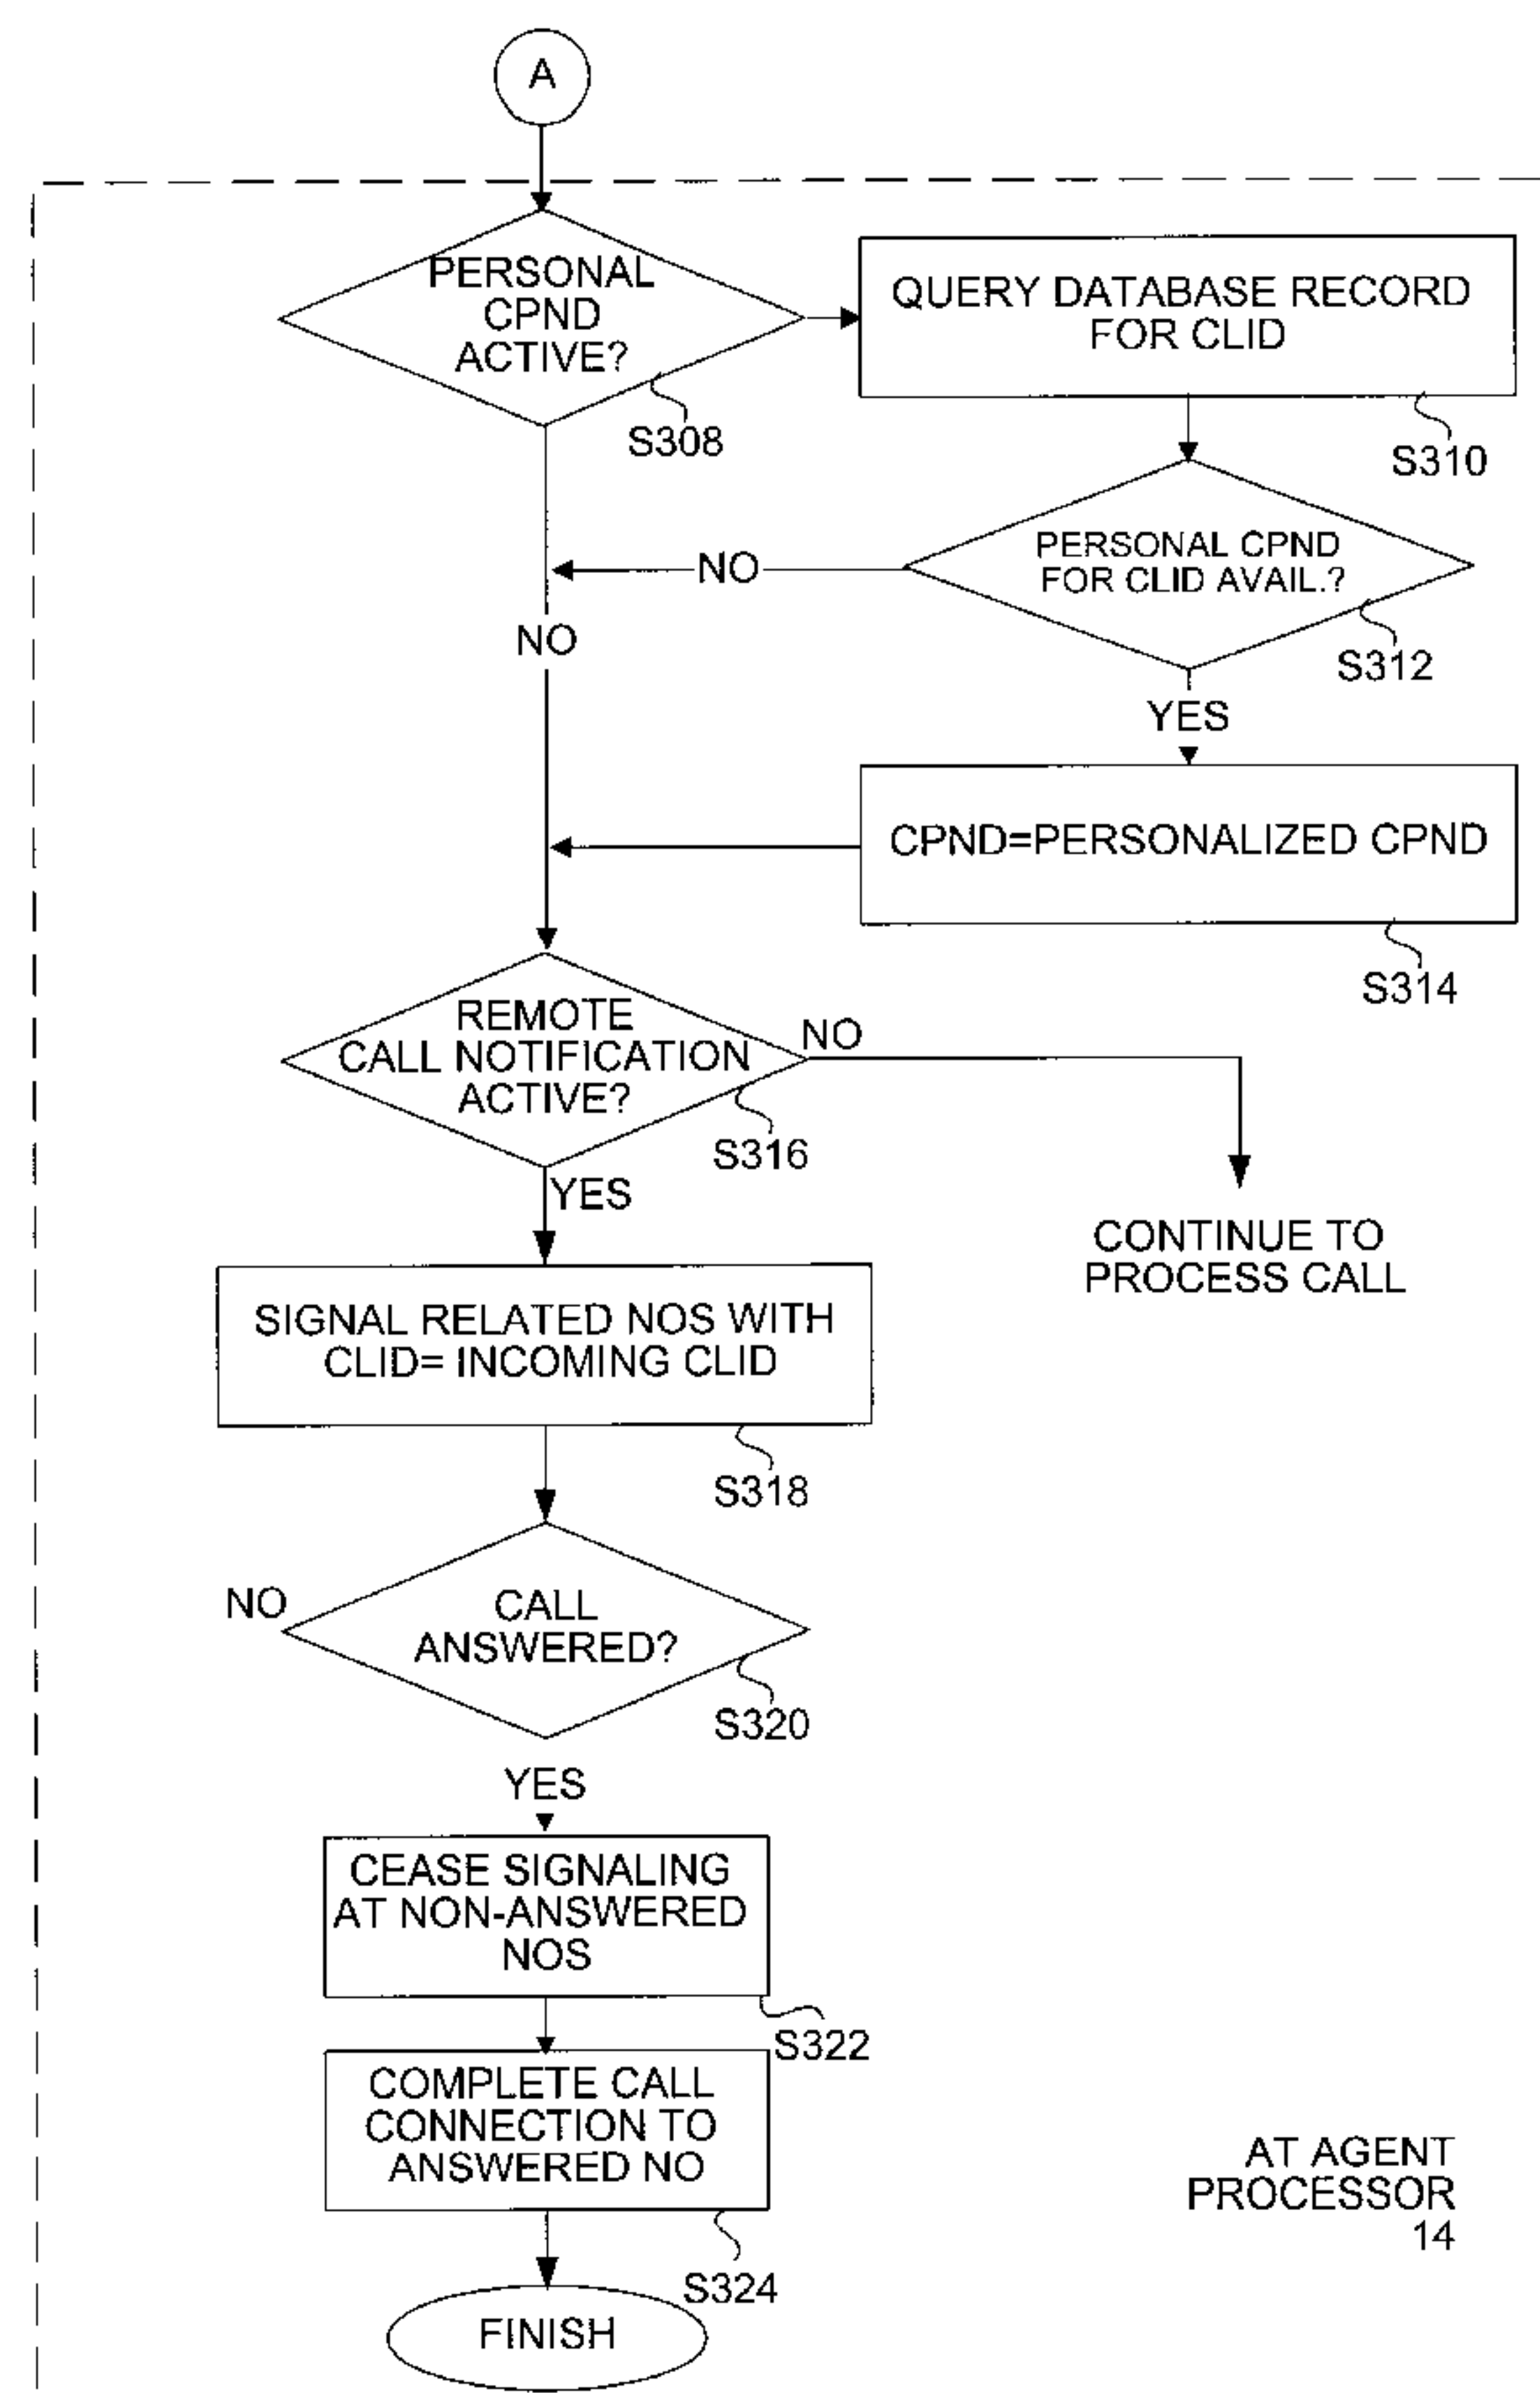 A
PERSONAL
CPND
ACTIVE?
S308
QUERY DATABASE RECORD
FOR CLID
S310
PERSONAL CPND
FOR CLID AVAIL.?
S312
NO
NO
YES
CPND=PERSONALIZED CPND
S314
REMOTE
CALL NOTIFICATION
ACTIVE?
S316
NO
CONTINUE TO
PROCESS CALL
YES
SIGNAL RELATED NOS WITH
CLID= INCOMING CLID
S318
CALL
ANSWERED?
S320
NO
YES
CEASE SIGNALING
AT NON-ANSWERED
NOS
S322
COMPLETE CALL
CONNECTION TO
ANSWERED NO
S324
FINISH
AT AGENT
PROCESSOR
14